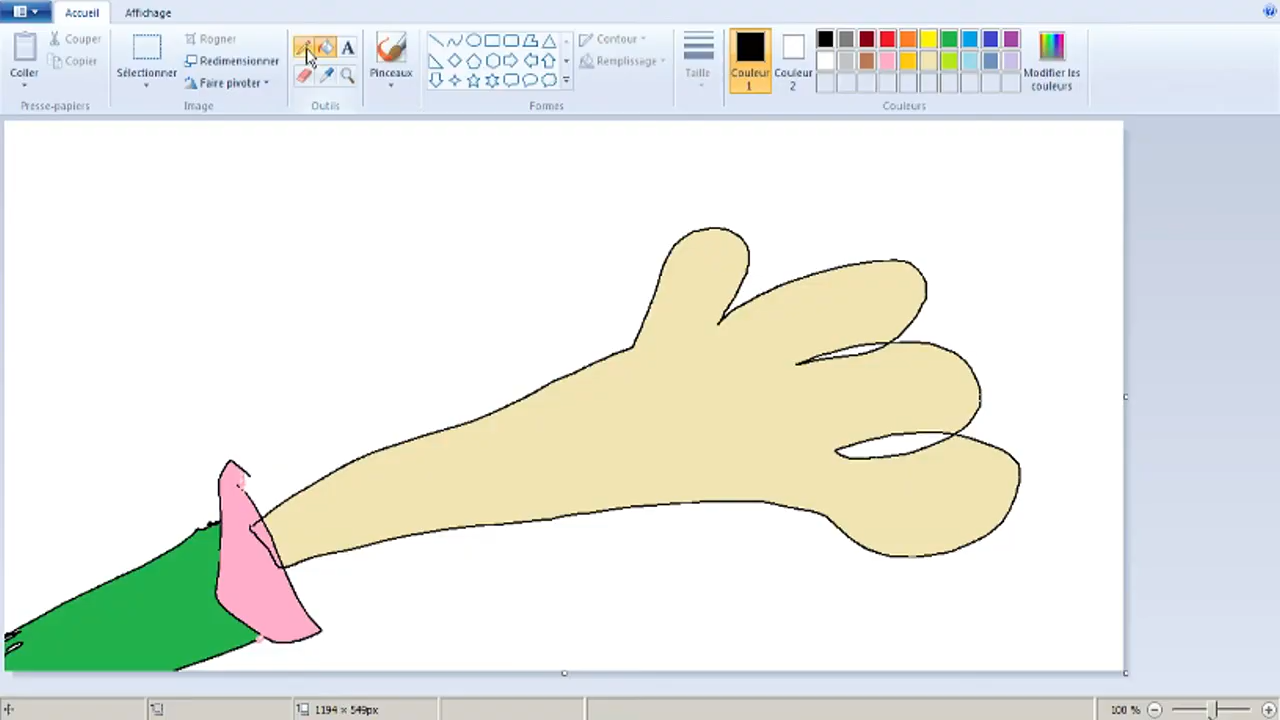 Accueil
Affichage
Coller
Couper
Copier
Presse-papiers
Sélectionner
Rogner
Redimensionner
Faire pivoter
Image
A
Outils
Pinceaux
Contour
Remplissage
Formes
Taille
Couleur 1
Couleur 2
Modifier les couleurs
Couleurs
1194 × 549px
100 %